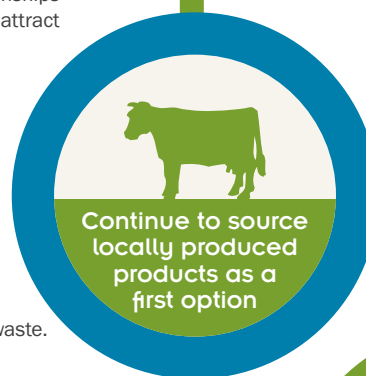 attract
Continue to source
locally produced
products as a
first option
waste.